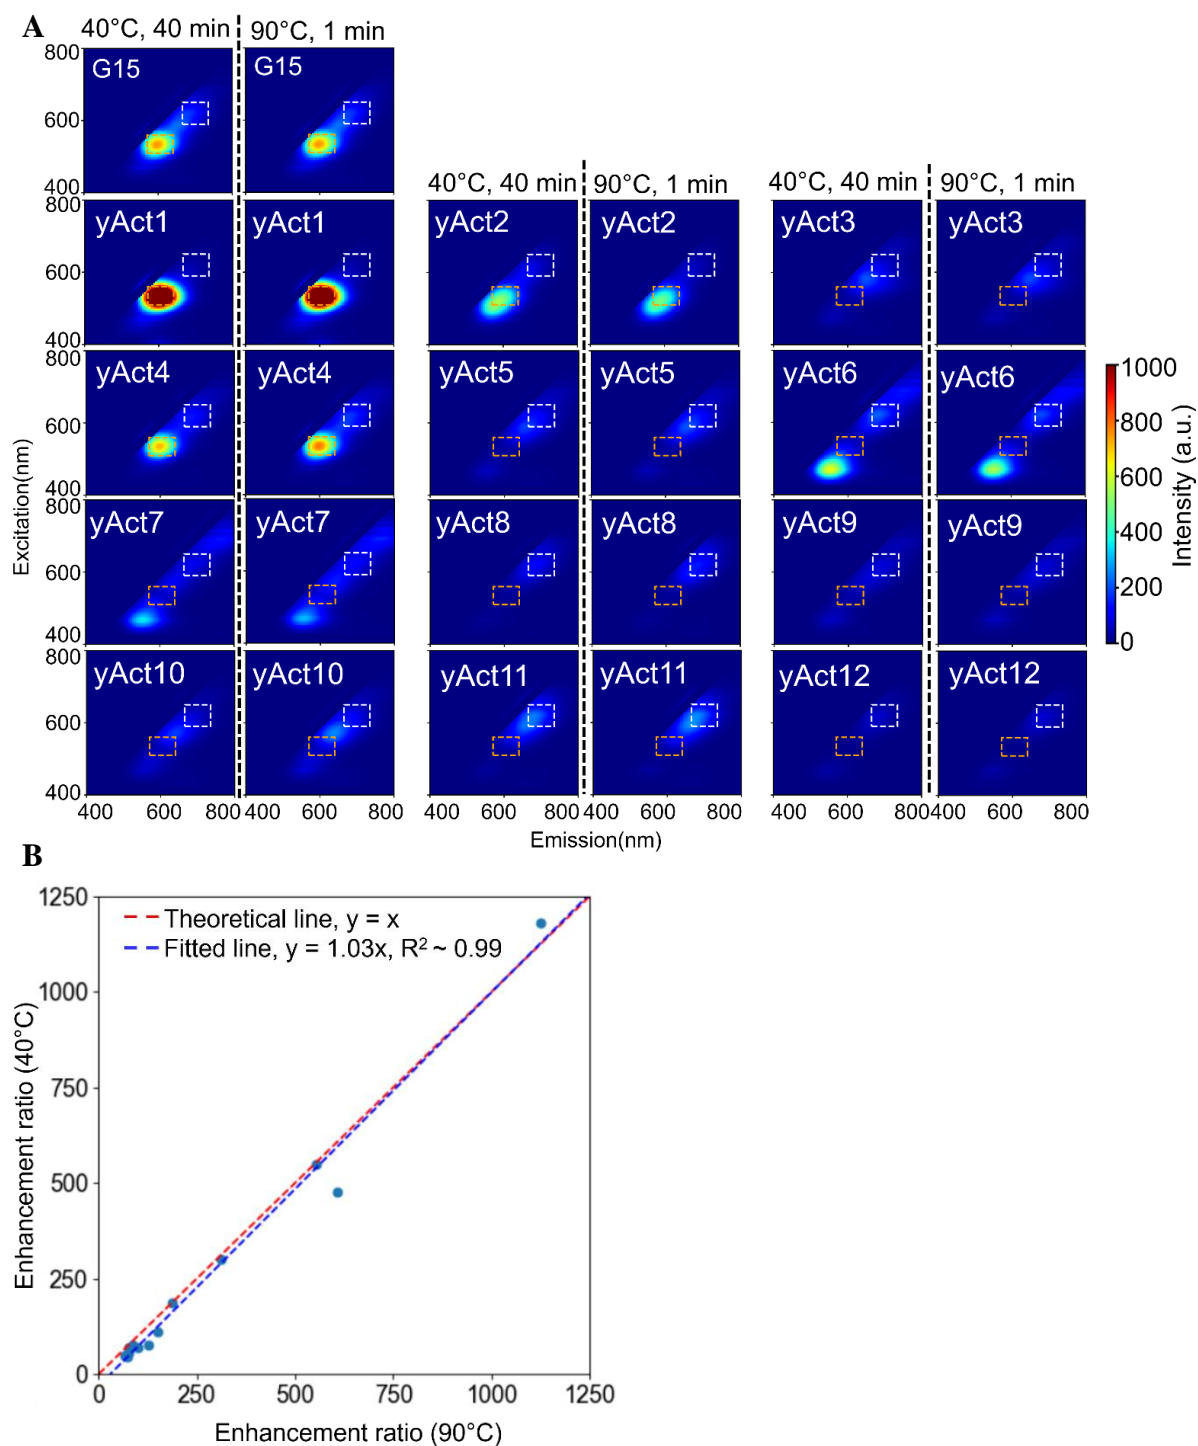 A
40°C, 40 min 90°C, 1 min
800
G15 G15
600
400
40°C, 40 min 90°C, 1 min 40°C, 40 min 90°C, 1 min
800
yAct1 yAct1 yAct2 yAct2 yAct3 yAct3
600
400
800
yAct4 yAct4 yAct5 yAct5 yAct6 yAct6
600
400
800
yAct7 yAct7 yAct8 yAct8 yAct9 yAct9
600
400
800
yAct10 yAct10 yAct11 yAct11 yAct12 yAct12
600
400
400 600 800 400 600 800 400 600 800 400 600 800 400 600 800 400 600 800
Excitation(nm)
Emission(nm)
1000
800
600
400
200
0
Intensity (a.u.)
B
Theoretical line, y = x
Fitted line, y = 1.03x, R² ~ 0.99
1250
1000
750
500
250
0
0 250 500 750 1000 1250
Enhancement ratio (40°C)
Enhancement ratio (90°C)